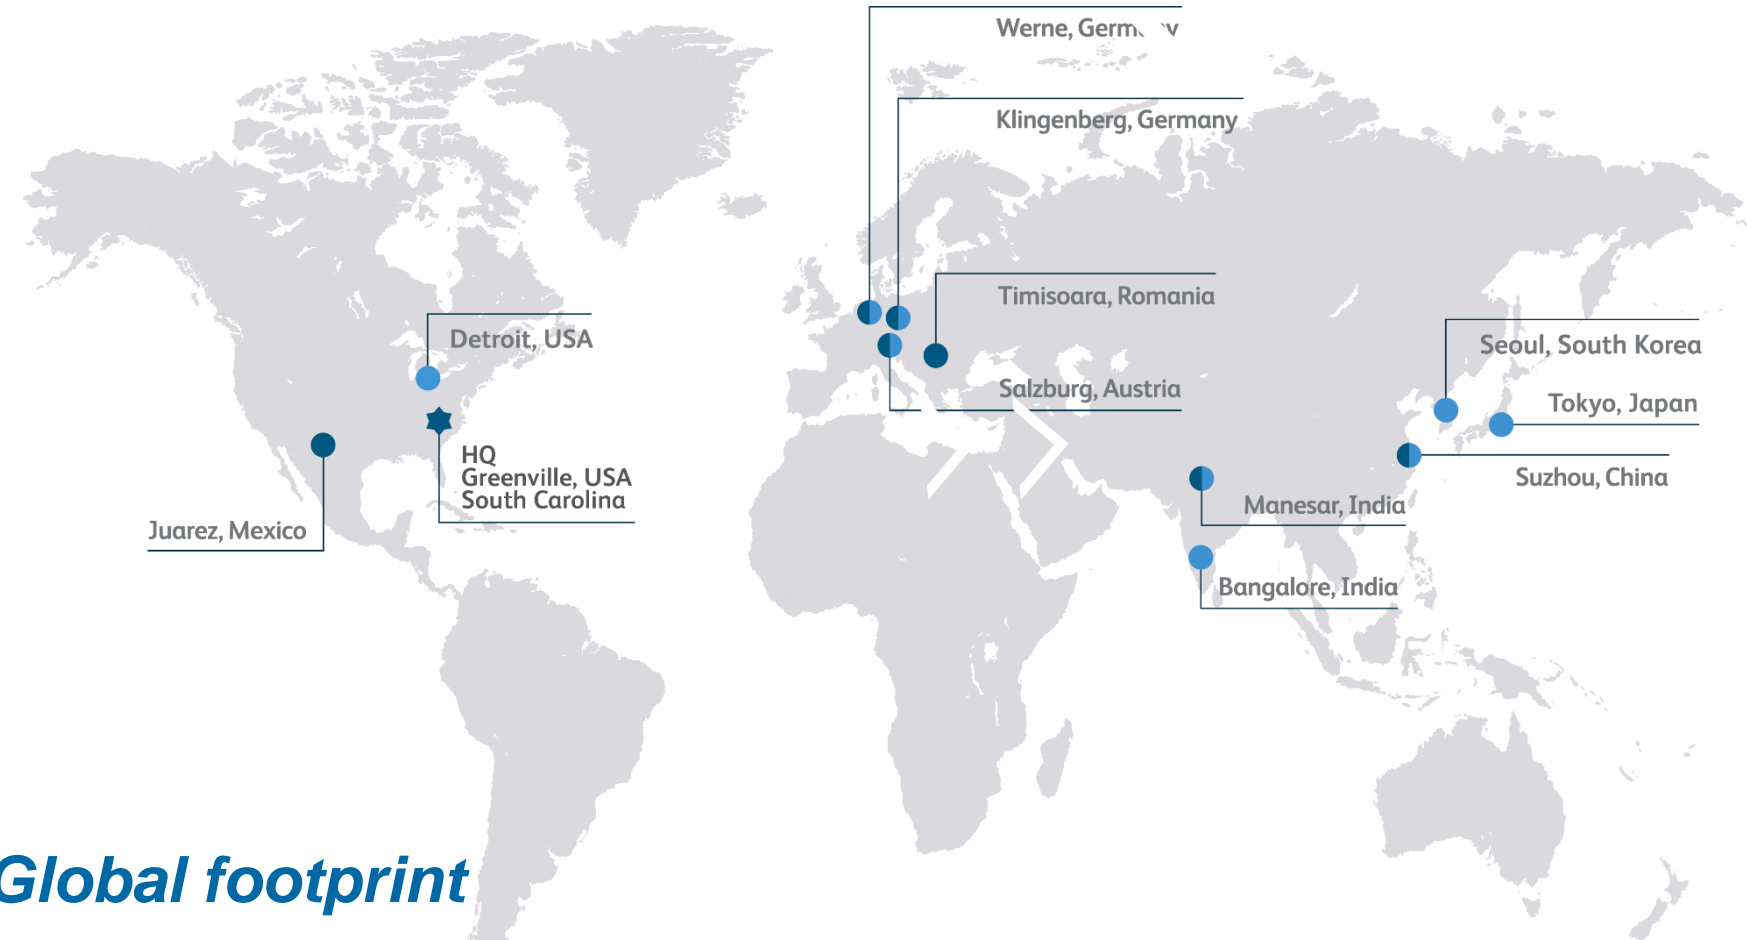 Werne,
Klingenberg, Germany
Timisoara, Romania
Detroit, USA
Seoul, South Korea
Salzburg, Austria
Tokyo, Japan
HQ
Greenville, USA
South Carolina
Suzhou, China
Manesar, India
Juarez, Mexico
Bangalore, India
Global footprint